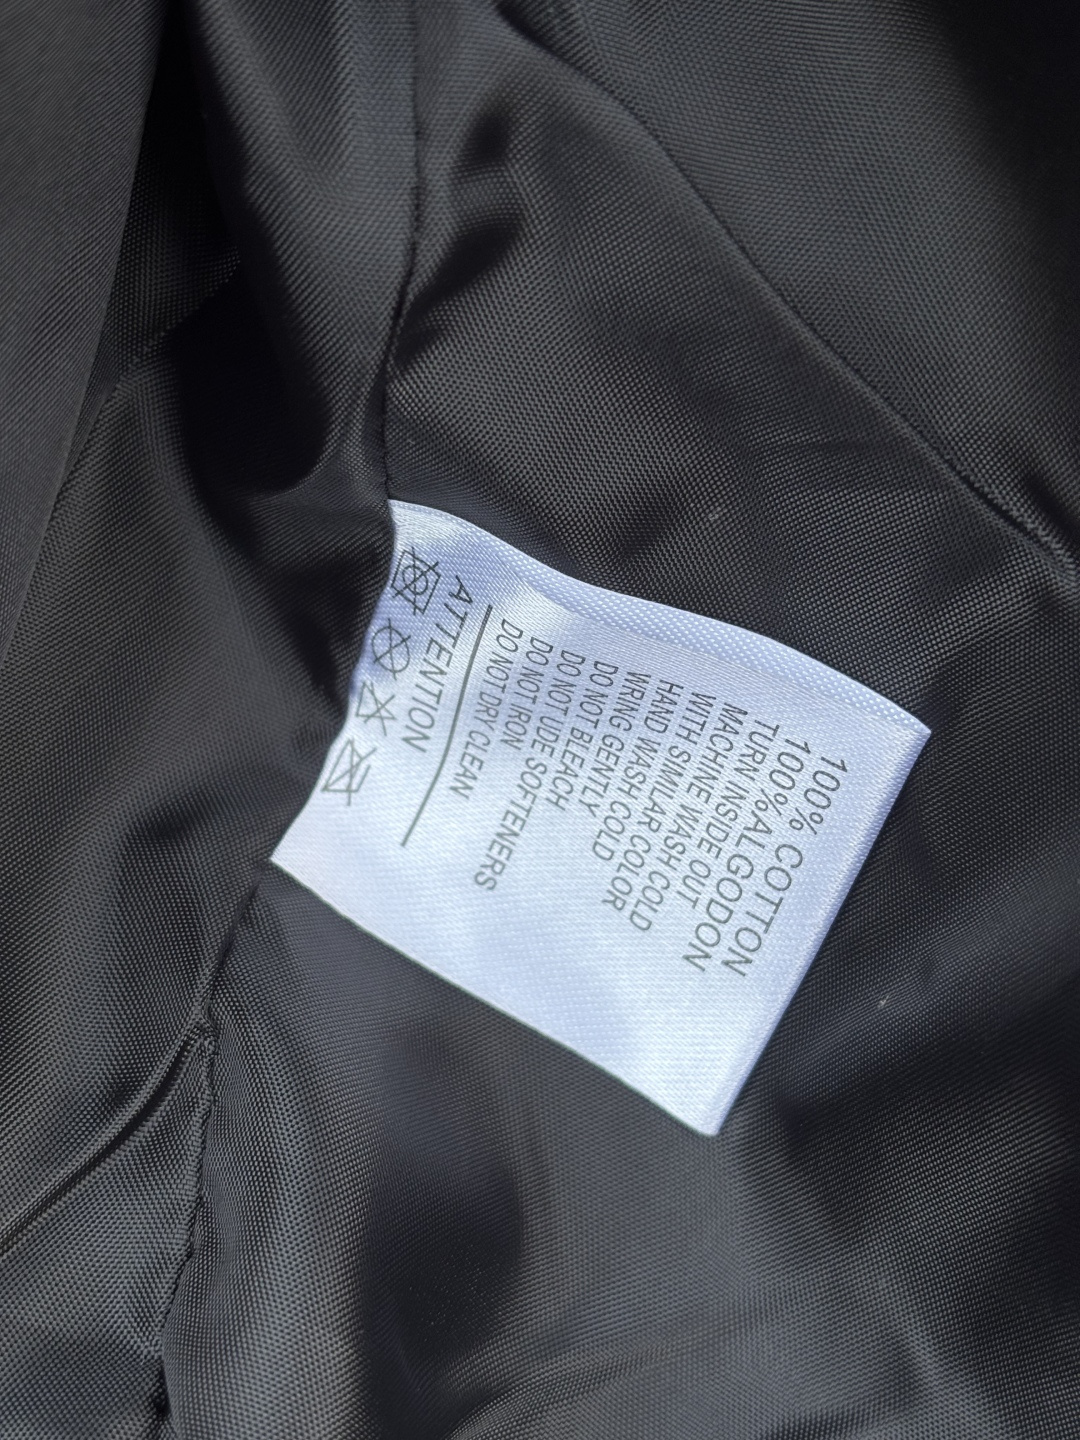 100% COTTON
100%ALGODON
TURN INSIDE OUT
MACHINE WASH COLD
WITH SIMILAR COLOR
HAND WASH COLD
WRING GENTLY
DO NOT BLEACH
DO NOT UDE SOFTENERS
DO NOT IRON
DO NOT DRY CLEAN
ATTENTION